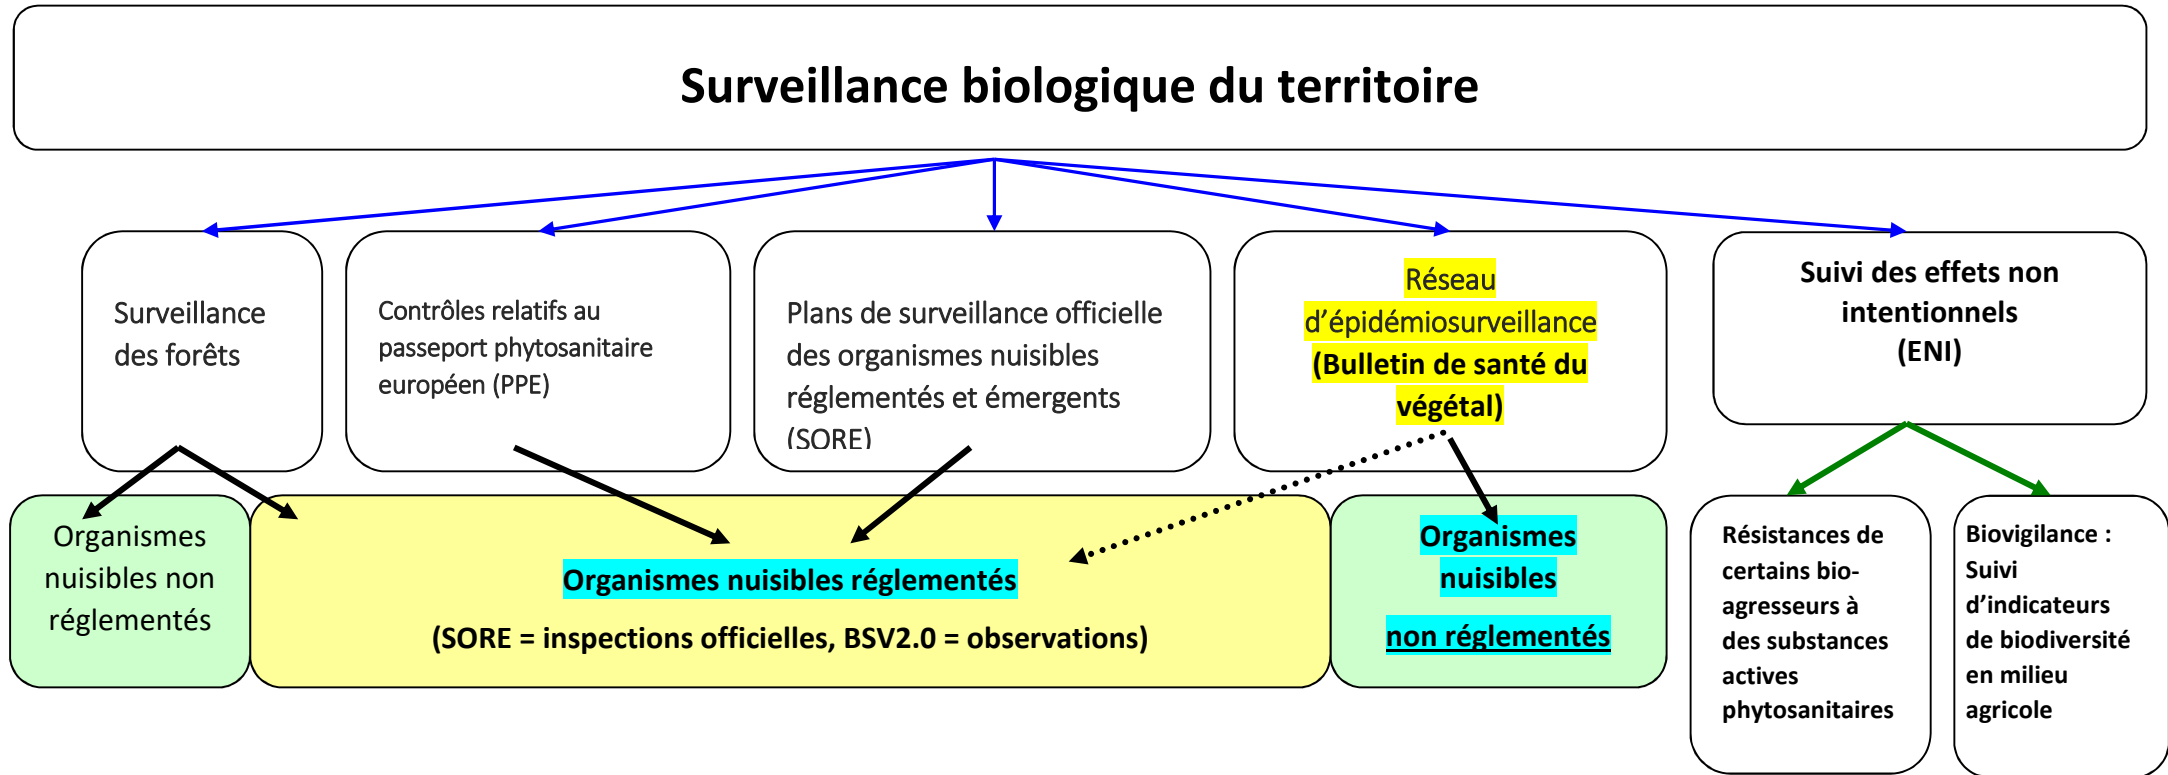 Surveillance biologique du territoire
Surveillance
des forêts
Contrôles relatifs au
passeport phytosanitaire
européen (PPE)
Plans de surveillance officielle
des organismes nuisibles
réglementés et émergents
(SORE)
Réseau
d'épidémiosurveillance
(Bulletin de santé du
végétal)
Suivi des effets non
intentionnels
(ENI)
Organismes
nuisibles non
réglementés
Organismes nuisibles réglementés
(SORE = inspections officielles, BSV2.0 = observations)
Organismes
nuisibles
non réglementés
Résistances de
certains bio-
agresseurs à
des substances
actives
phytosanitaires
Biovigilance :
Suivi
d'indicateurs
de biodiversité
en milieu
agricole